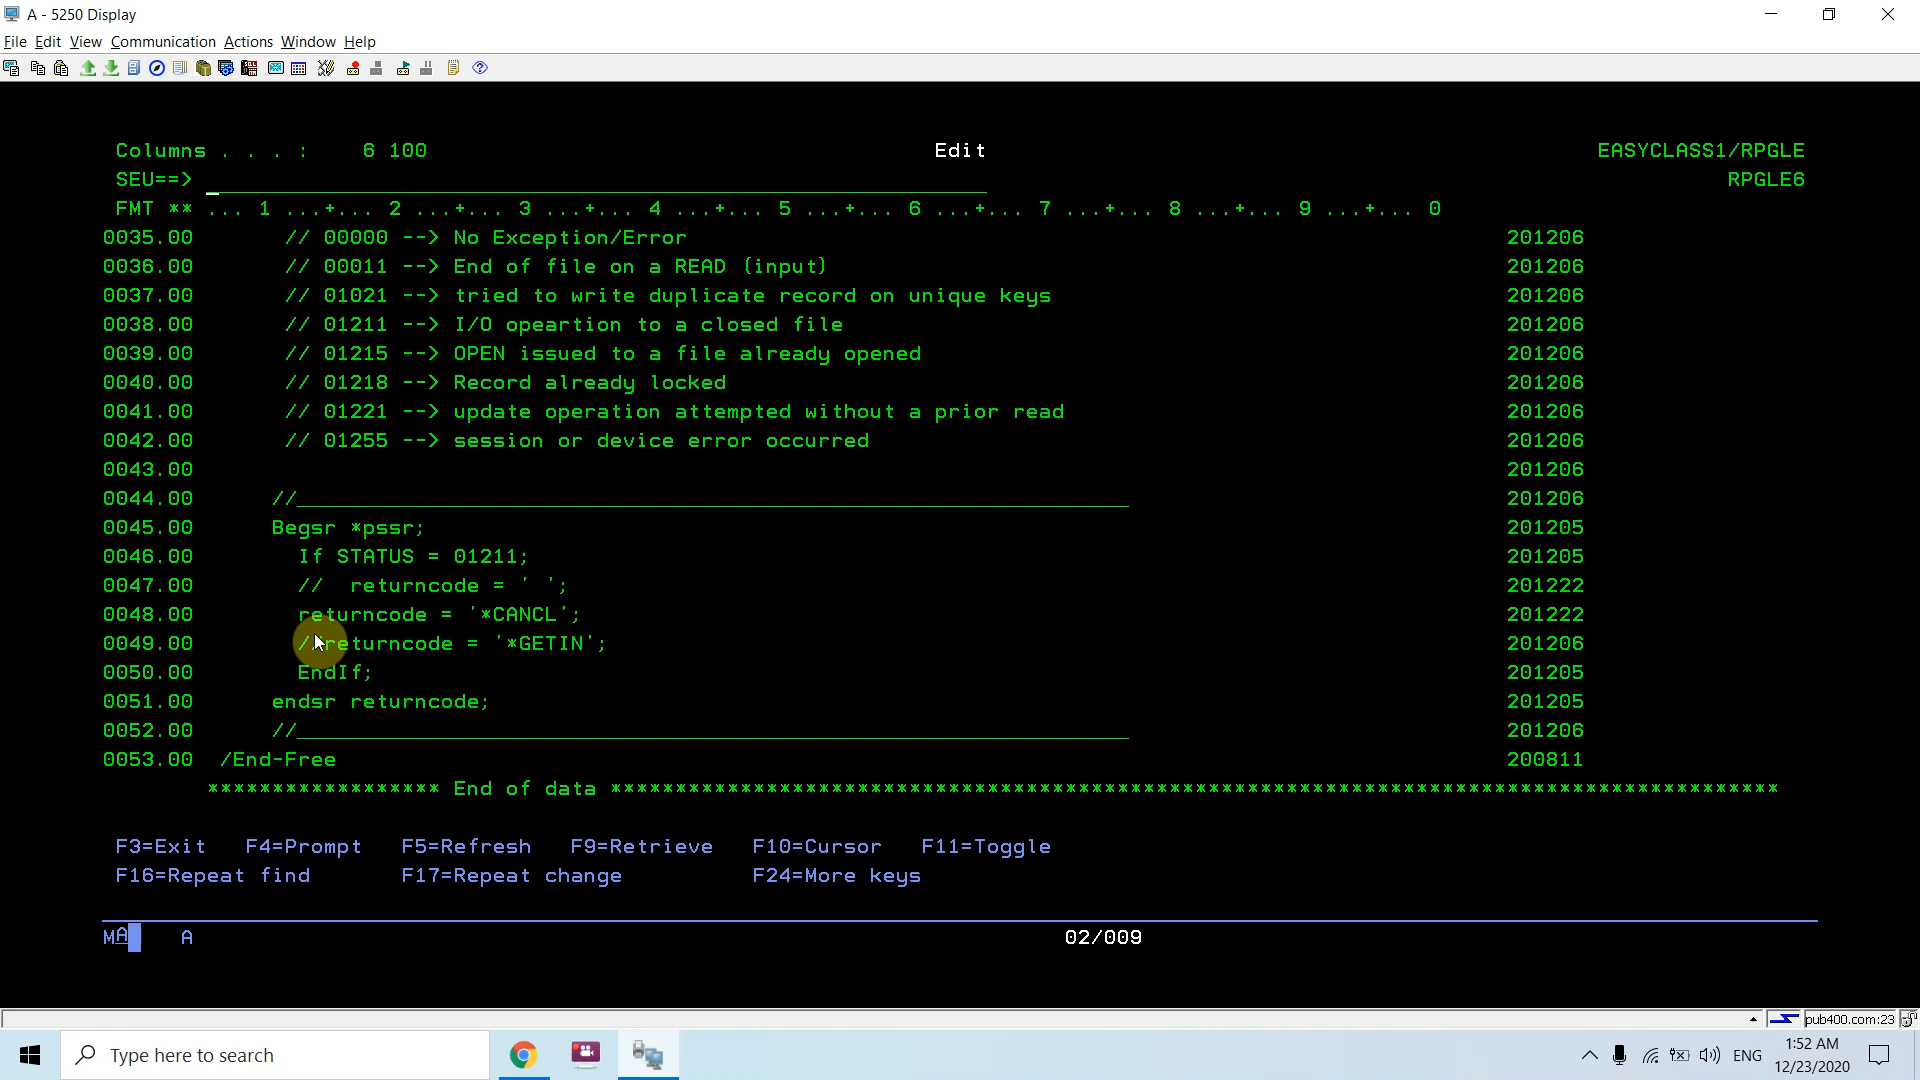 A - 5250 Display
File Edit View Communication Actions Window Help
Columns . . . :    6 100    Edit    EASYCLASS1/RPGLE
SEU==>    RPGLE6
FMT ** ... 1 ...+... 2 ...+... 3 ...+... 4 ...+... 5 ...+... 6 ...+... 7 ...+... 8 ...+... 9 ...+... 0
0035.00    // 00000 --> No Exception/Error    201206
0036.00    // 00011 --> End of file on a READ (input)    201206
0037.00    // 01021 --> tried to write duplicate record on unique keys    201206
0038.00    // 01211 --> I/O opeartion to a closed file    201206
0039.00    // 01215 --> OPEN issued to a file already opened    201206
0040.00    // 01218 --> Record already locked    201206
0041.00    // 01221 --> update operation attempted without a prior read    201206
0042.00    // 01255 --> session or device error occurred    201206
0043.00    201206
0044.00    //________________________________________________________________    201206
0045.00    Begsr *pssr;    201205
0046.00    If STATUS = 01211;    201205
0047.00    //  returncode = ' ';    201222
0048.00    returncode = '*CANCL';    201222
0049.00    //returncode = '*GETIN';    201206
0050.00    EndIf;    201205
0051.00    endsr returncode;    201205
0052.00    //________________________________________________________________    201206
0053.00    /End-Free    200811
****************** End of data ******************************************************************************************
F3=Exit   F4=Prompt   F5=Refresh   F9=Retrieve   F10=Cursor   F11=Toggle
F16=Repeat find   F17=Repeat change   F24=More keys
MA    A    02/009
pub400.com:23
Type here to search
ENG
1:52 AM
12/23/2020